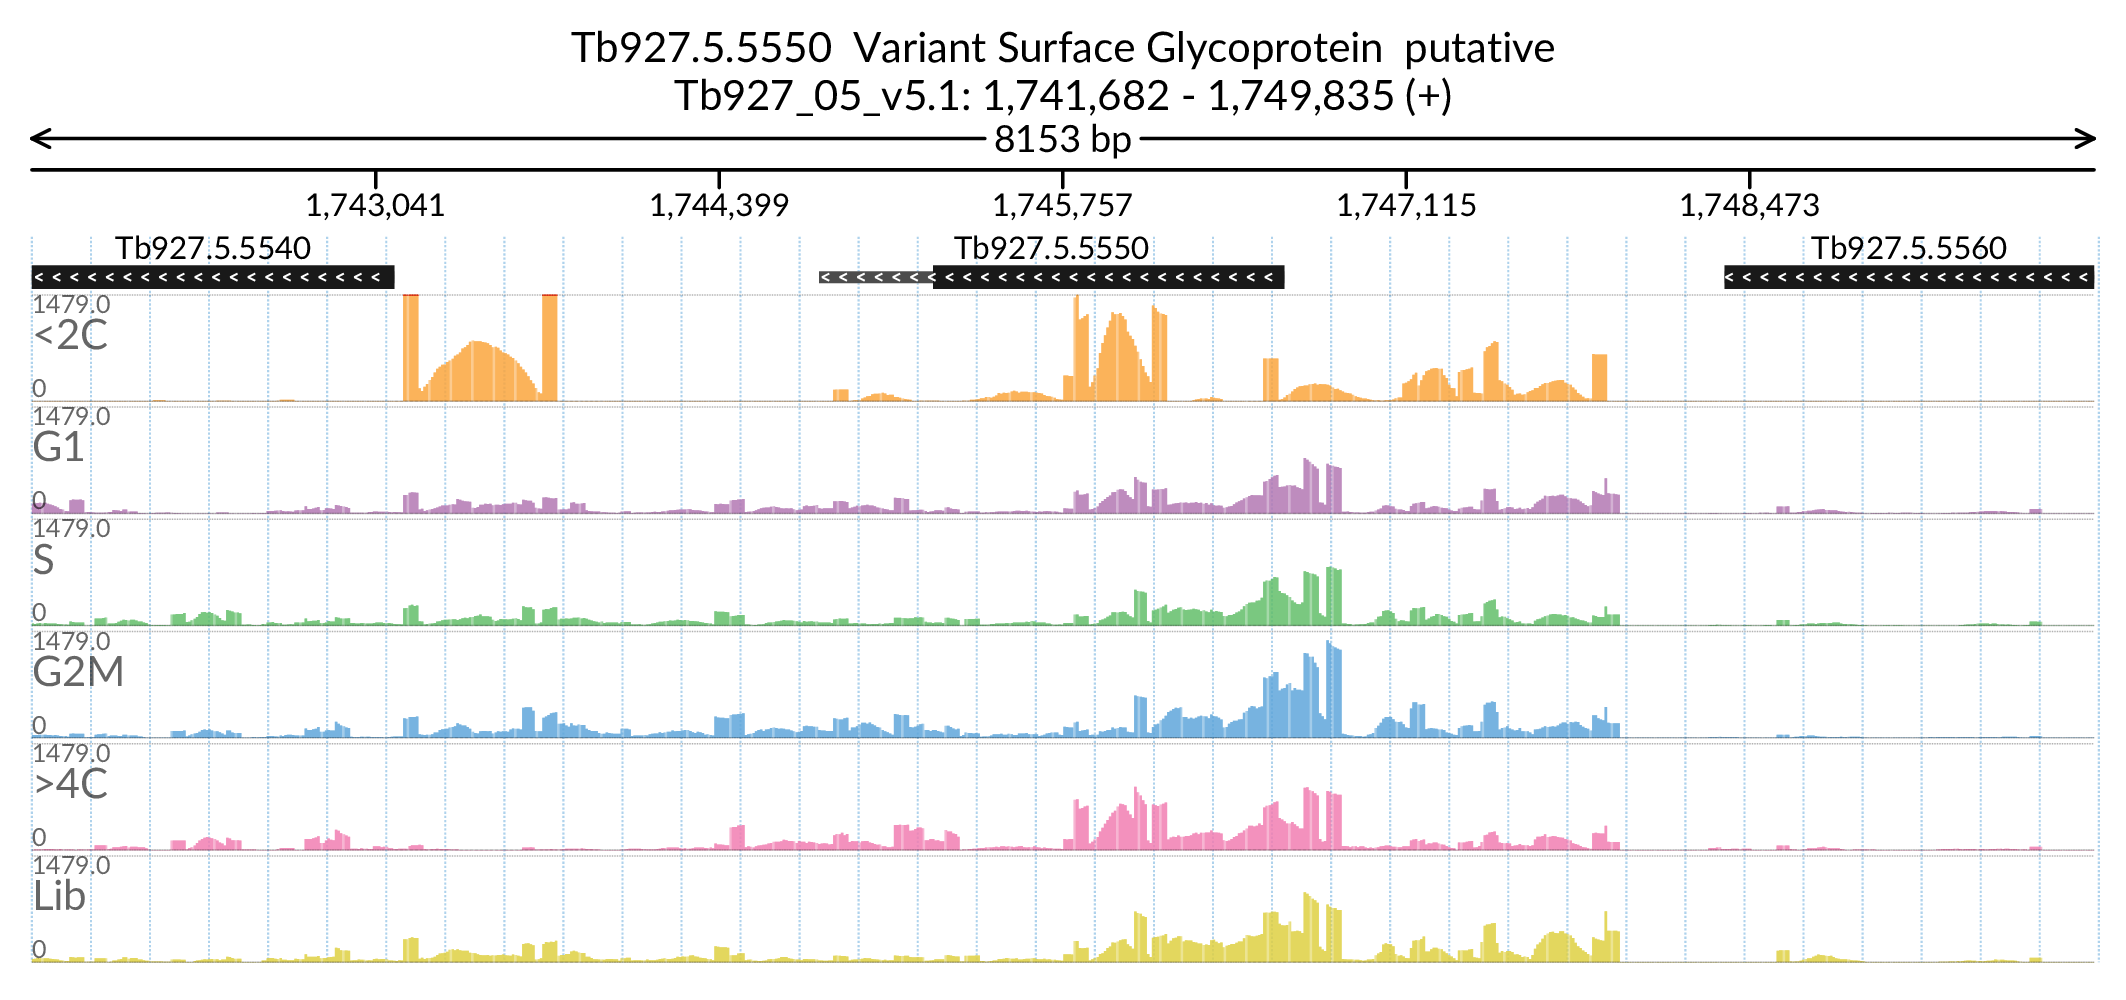 Tb927.5.5550  Variant Surface Glycoprotein  putative
Tb927_05_v5.1: 1,741,682 - 1,749,835 (+)
8153 bp
1,743,041 1,744,399 1,745,757 1,747,115 1,748,473
Tb927.5.5540 Tb927.5.5550 Tb927.5.5560
1479.0
<2C
0
1479.0
G1
0
1479.0
S
0
1479.0
G2M
0
1479.0
>4C
0
1479.0
Lib
0